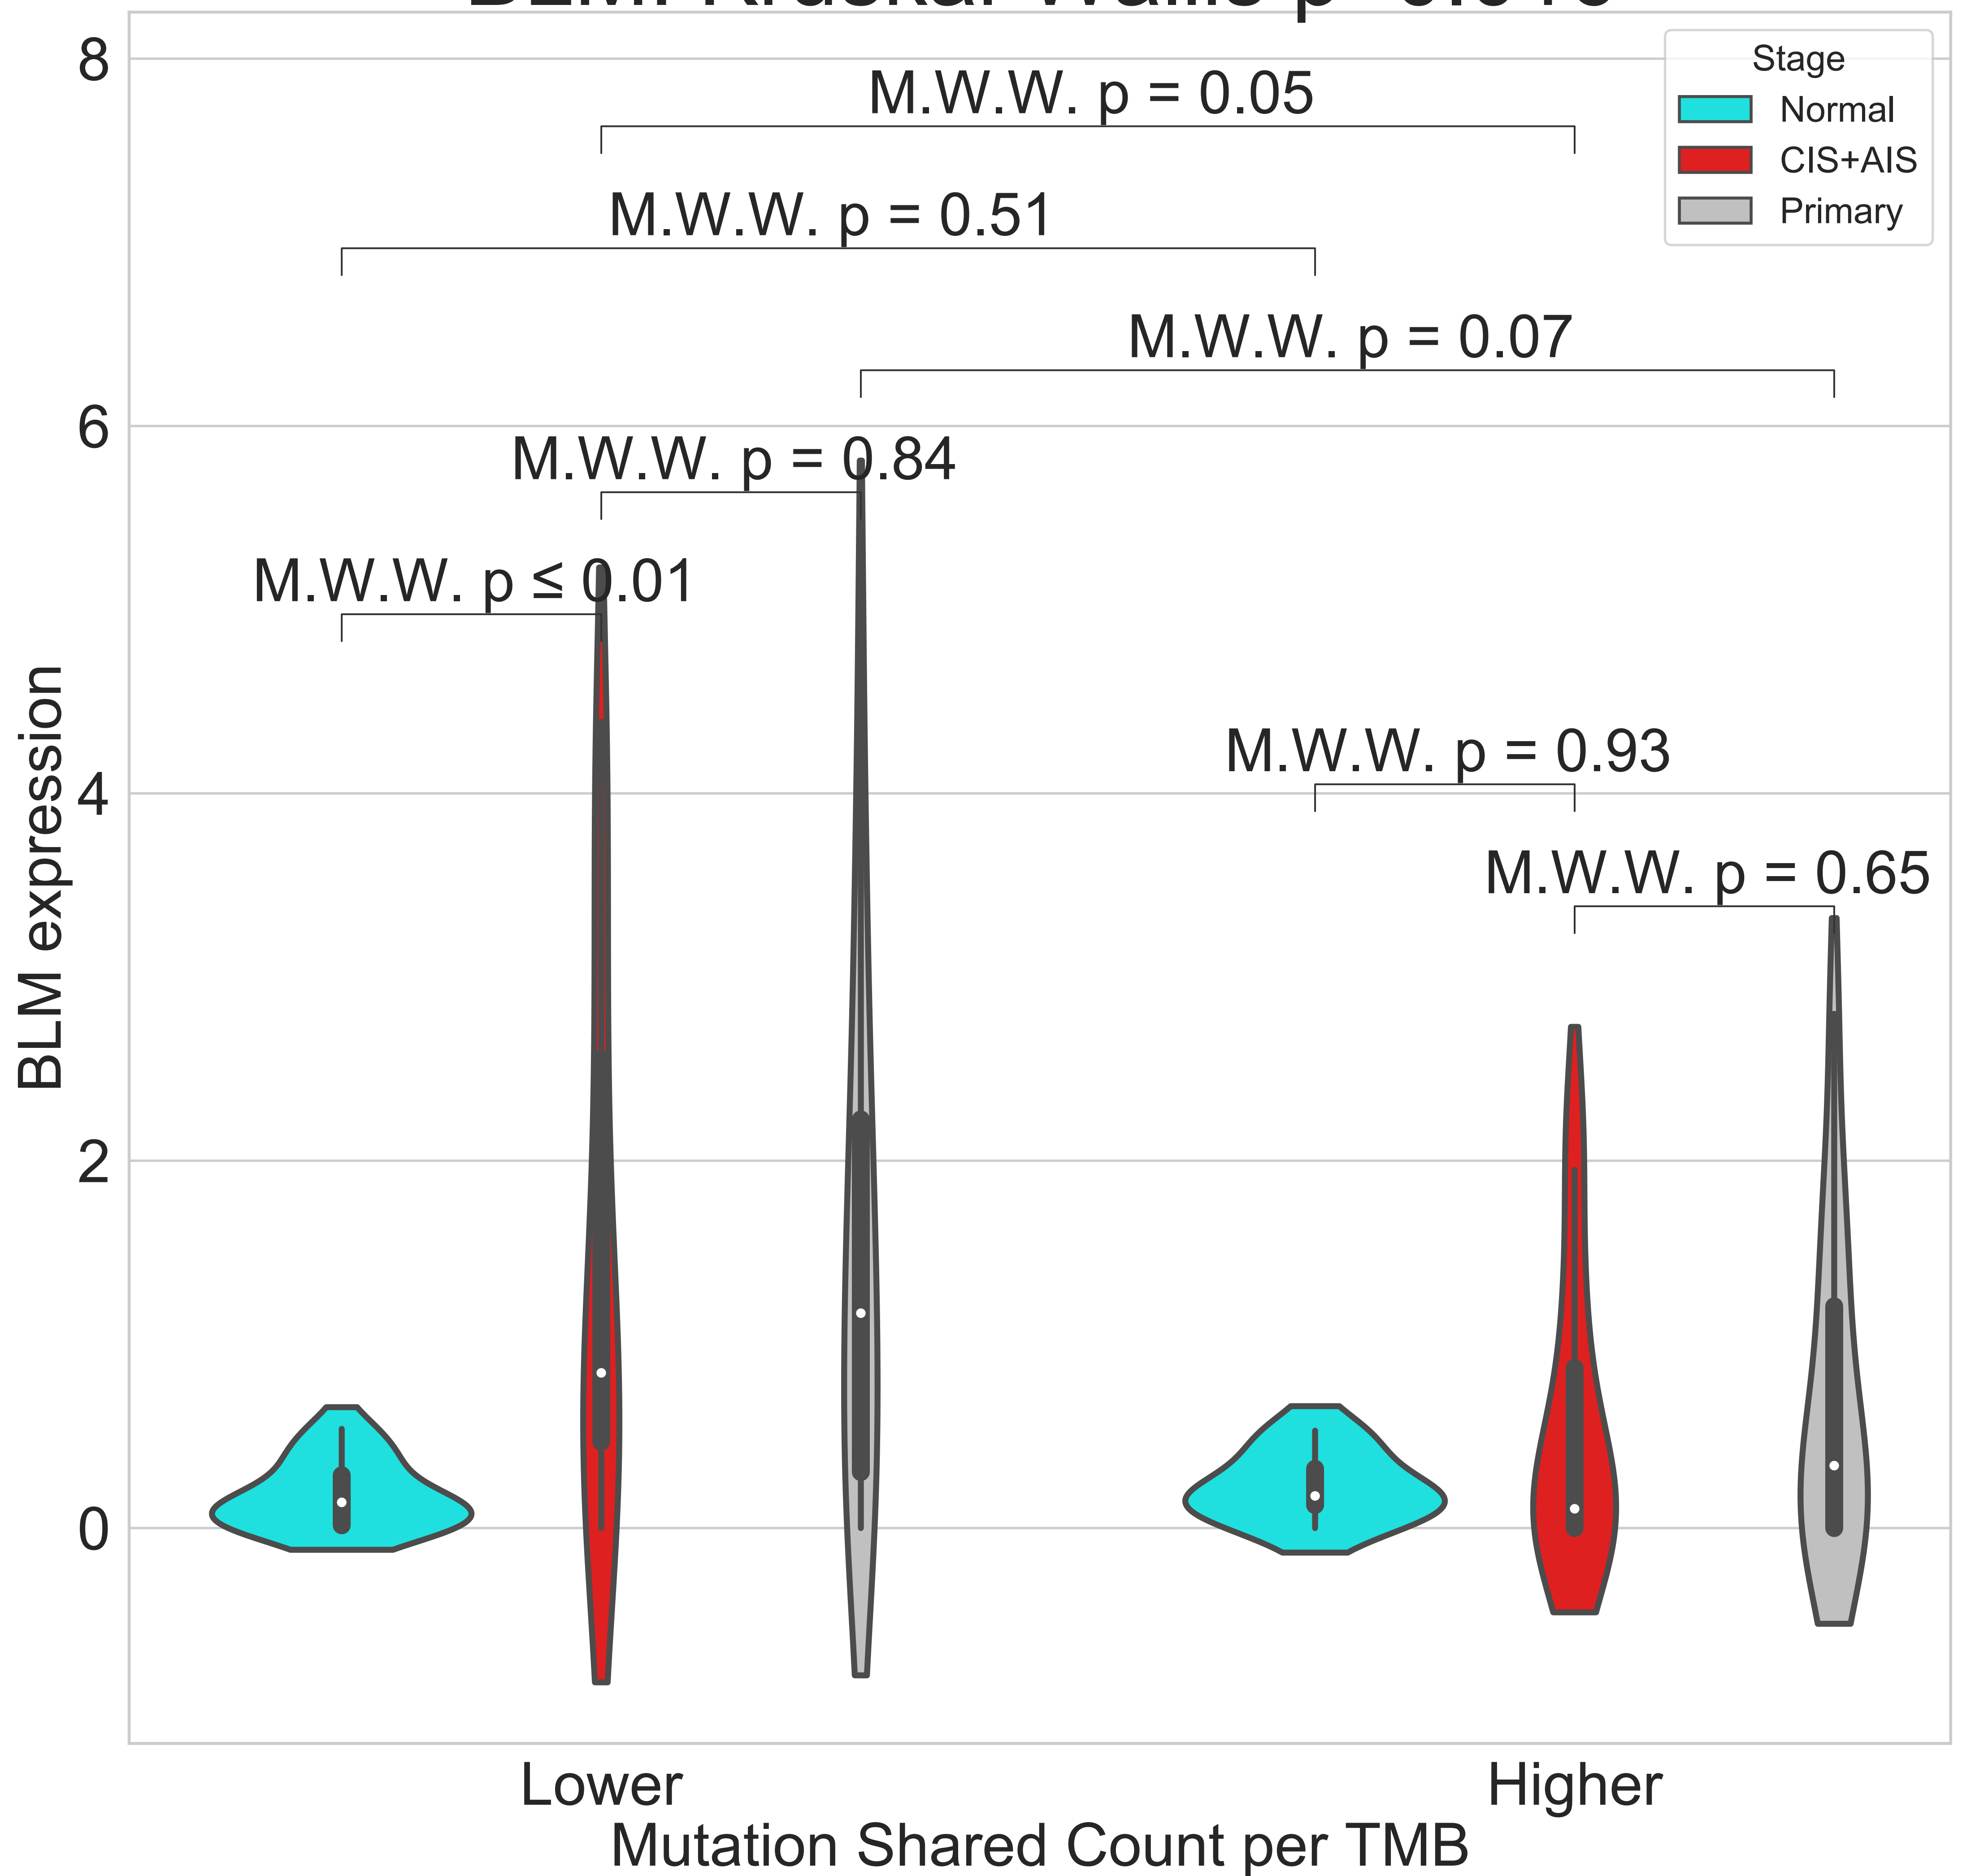 8
M.W.W. p = 0.05
Stage
Normal
CIS+AIS
Primary
M.W.W. p = 0.51
M.W.W. p = 0.07
6
M.W.W. p = 0.84
M.W.W. p ≤ 0.01
M.W.W. p = 0.93
4
M.W.W. p = 0.65
BLM expression
2
0
Lower
Higher
Mutation Shared Count per TMB